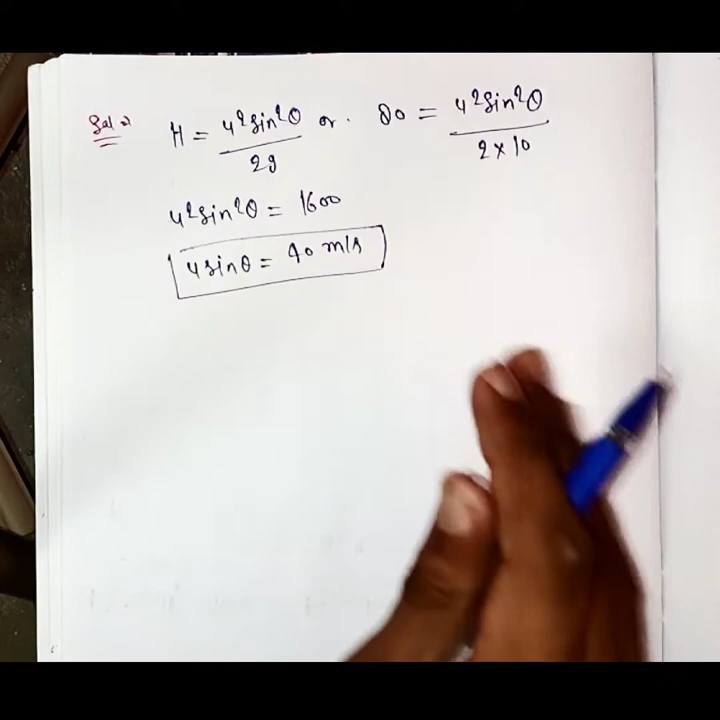 Sol ⇒ H = u²sin²θ / 2g or. 80 = u²sin²θ / 2 × 10
u²sin²θ = 1600
u sinθ = 40 m/s